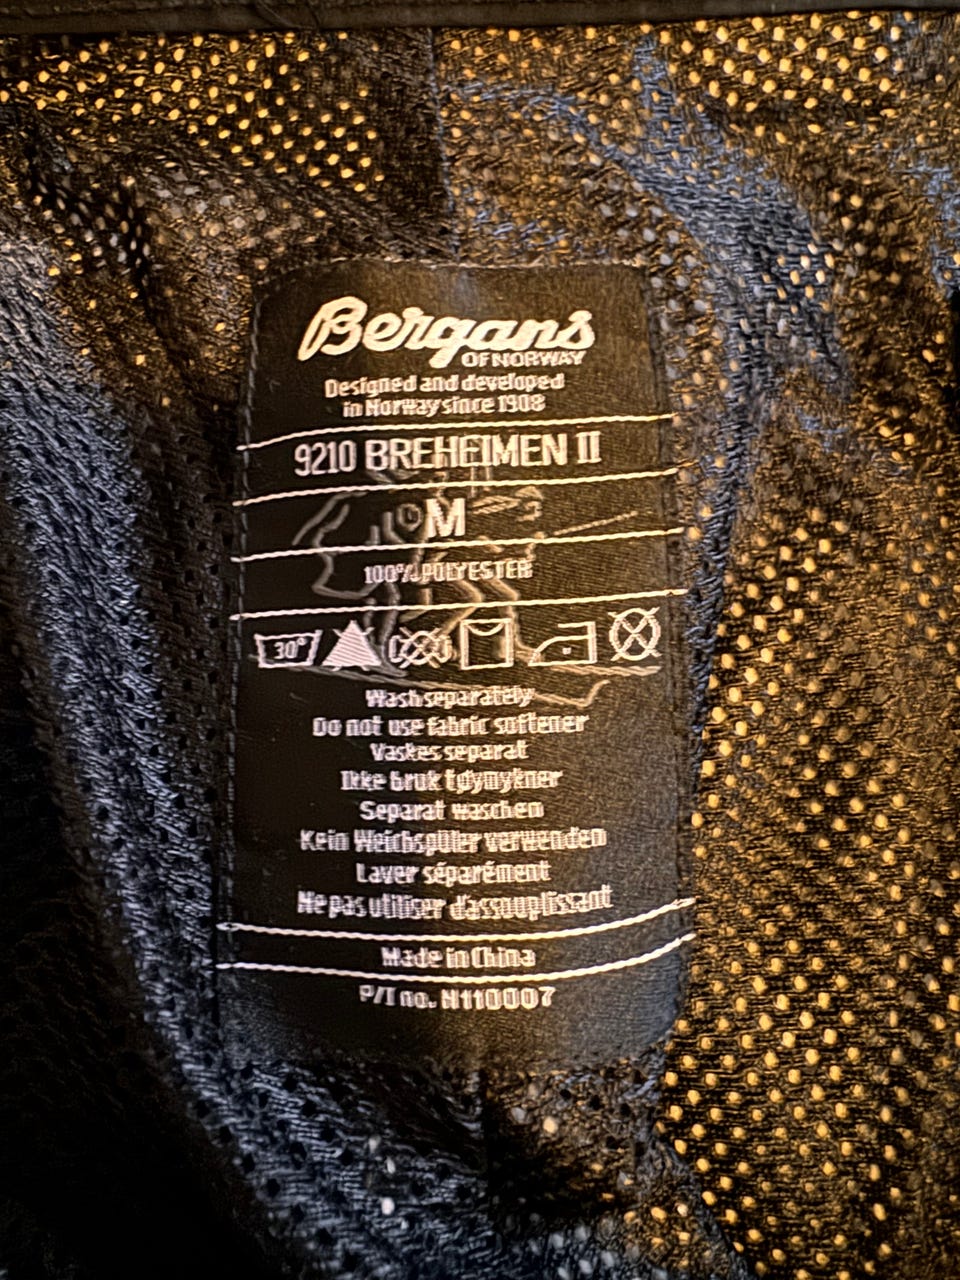 Bergans
OF NORWAY
Designed and developed
in Norway since 1908
9210 BREHEIMEN II
M
100% POLYESTER
30°
Wash separately
Do not use fabric softener
Vaskes separat
Ikke bruk tøymykner
Separat waschen
Kein Weichspüler verwenden
Laver séparément
Ne pas utiliser d'assouplissant
Made in China
P/I no. N110007